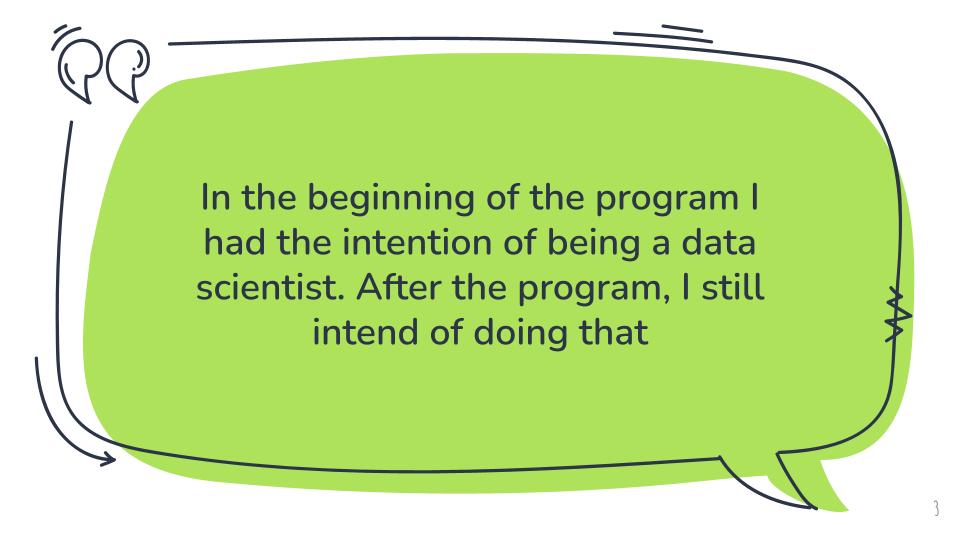 In the beginning of the program I
had the intention of being a data
scientist. After the program, I still
intend of doing that
3